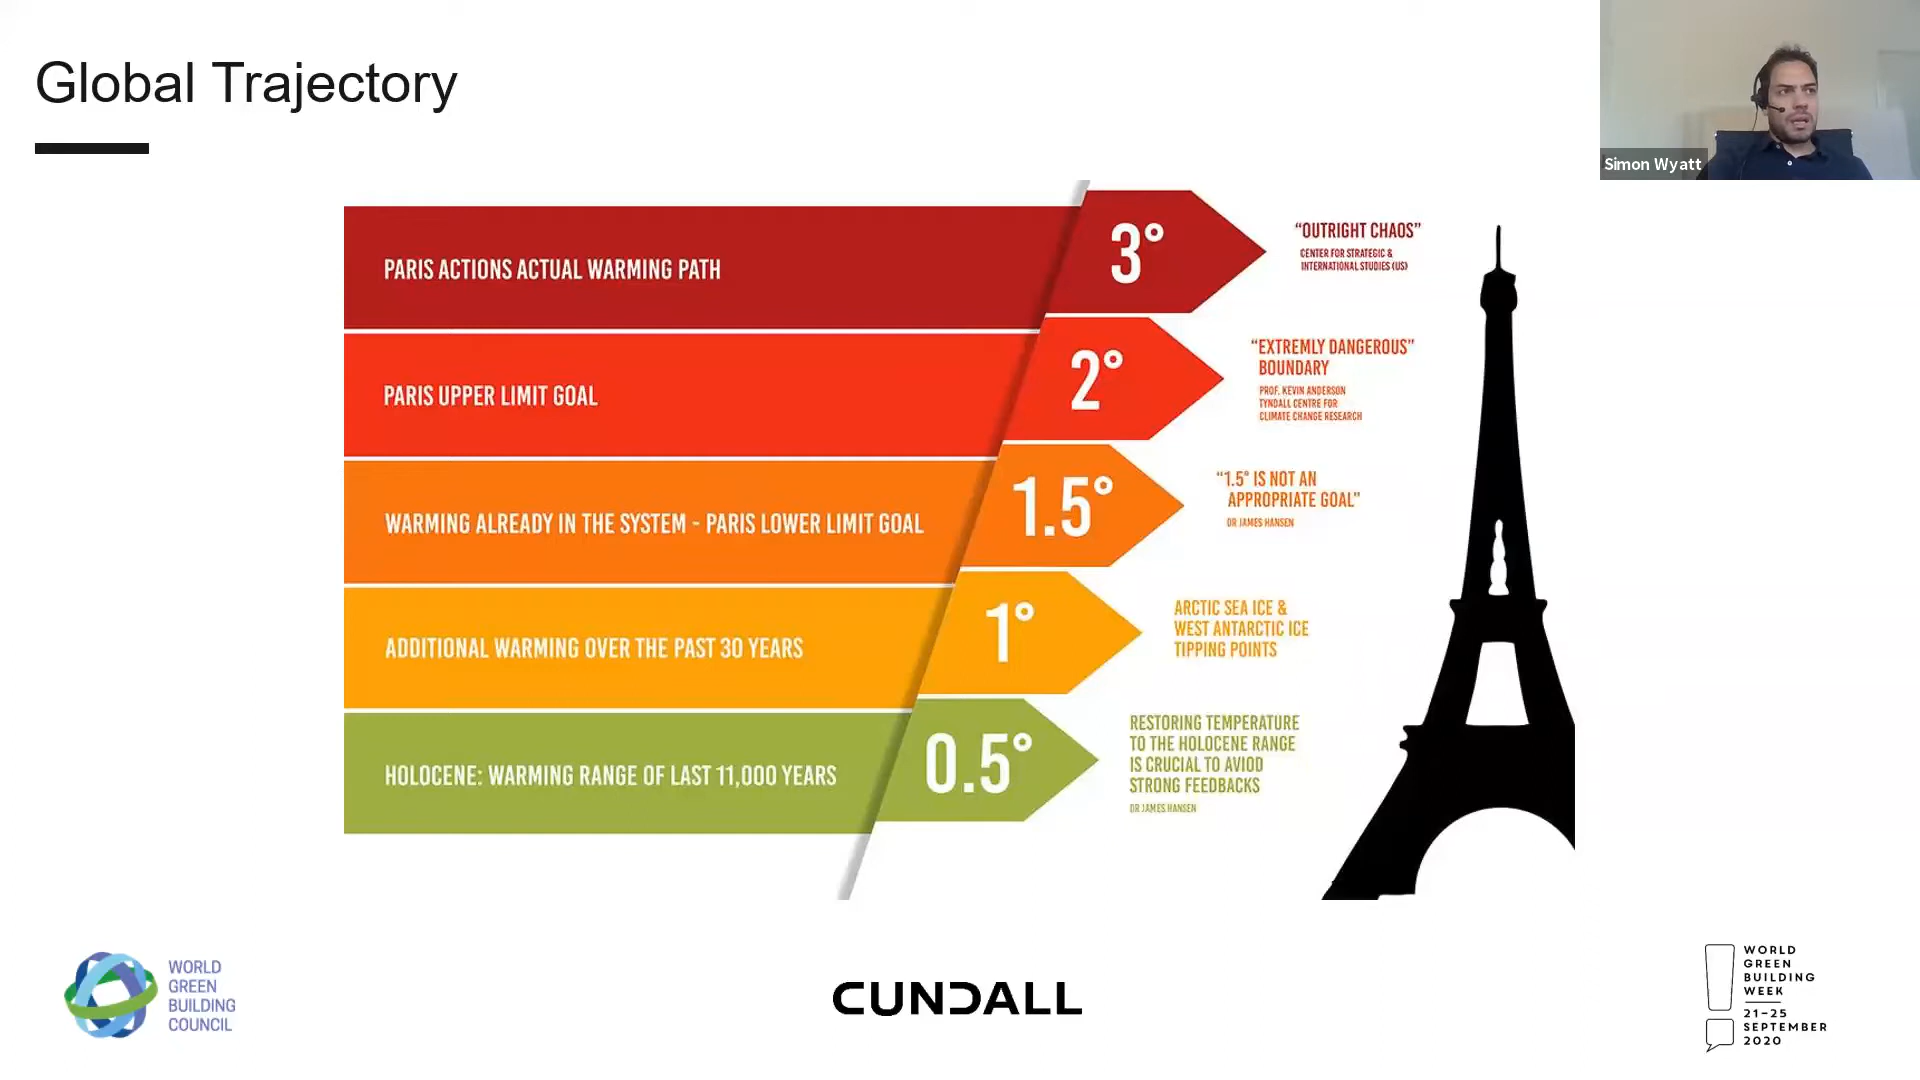 Global Trajectory
Simon Wyatt
PARIS ACTIONS ACTUAL WARMING PATH
3°
“OUTRIGHT CHAOS”
CENTER FOR STRATEGIC &
INTERNATIONAL STUDIES (US)
PARIS UPPER LIMIT GOAL
2°
“EXTREMLY DANGEROUS”
BOUNDARY
PROF. KEVIN ANDERSON
TYNDALL CENTRE FOR
CLIMATE CHANGE RESEARCH
WARMING ALREADY IN THE SYSTEM - PARIS LOWER LIMIT GOAL
1.5°
“1.5° IS NOT AN
APPROPRIATE GOAL”
DR JAMES HANSEN
ADDITIONAL WARMING OVER THE PAST 30 YEARS
1°
ARCTIC SEA ICE &
WEST ANTARCTIC ICE
TIPPING POINTS
HOLOCENE: WARMING RANGE OF LAST 11,000 YEARS
0.5°
RESTORING TEMPERATURE
TO THE HOLOCENE RANGE
IS CRUCIAL TO AVIOD
STRONG FEEDBACKS
DR JAMES HANSEN
WORLD
GREEN
BUILDING
COUNCIL
CUNDALL
WORLD
GREEN
BUILDING
WEEK
21–25
SEPTEMBER
2020